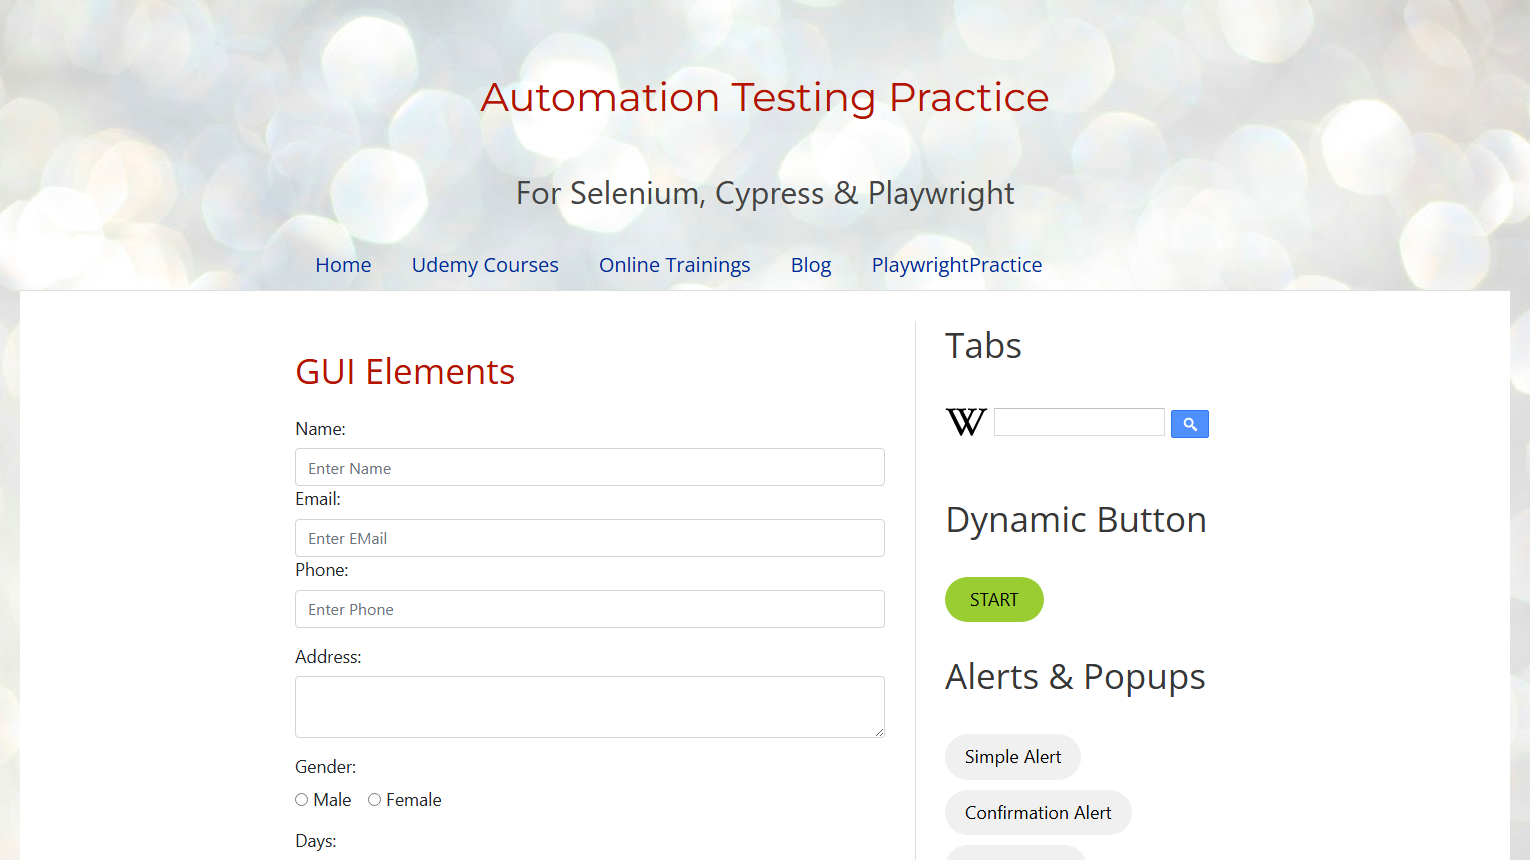 Automation Testing Practice
For Selenium, Cypress & Playwright
Home Udemy Courses Online Trainings Blog PlaywrightPractice
GUI Elements
Name:
Enter Name
Email:
Enter EMail
Phone:
Enter Phone
Address:
Gender:
Male Female
Days:
Tabs
W
Dynamic Button
START
Alerts & Popups
Simple Alert
Confirmation Alert